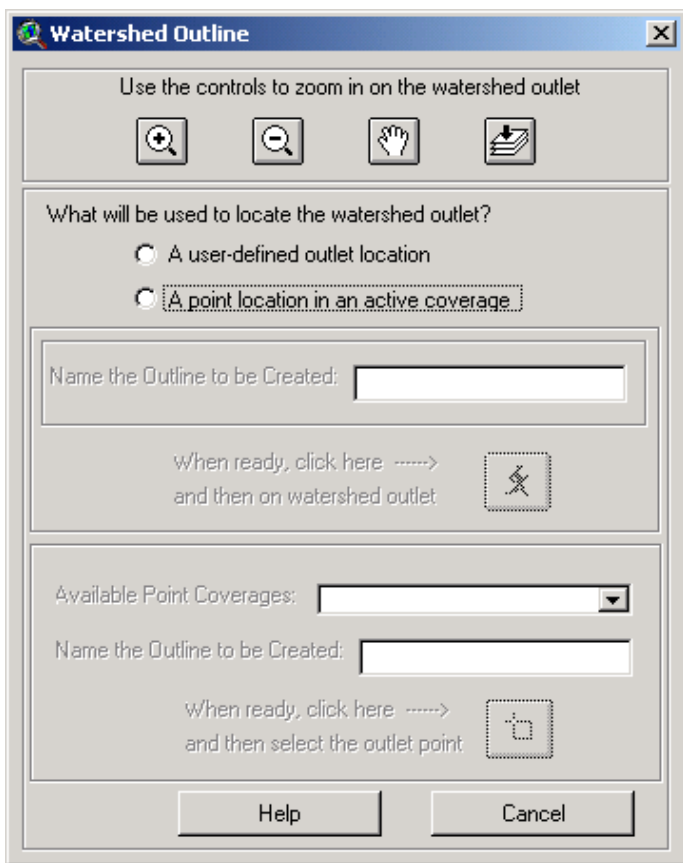 Watershed Outline
Use the controls to zoom in on the watershed outlet
What will be used to locate the watershed outlet?
A user-defined outlet location
A point location in an active coverage
Name the Outline to be Created:
When ready, click here ------>
and then on watershed outlet
Available Point Coverages:
Name the Outline to be Created:
When ready, click here ------>
and then select the outlet point
Help
Cancel